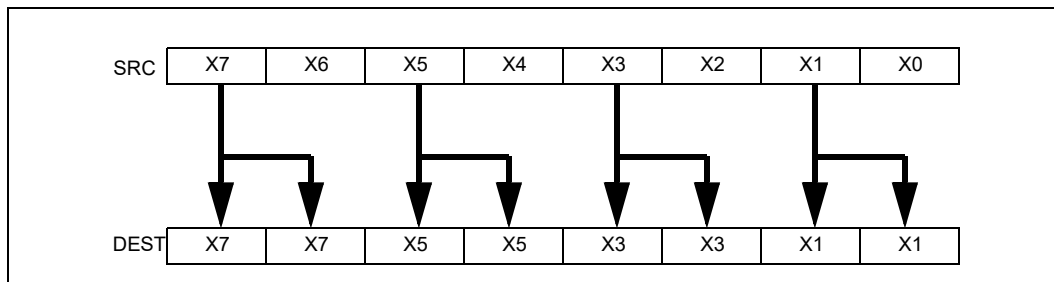 SRC X7 X6 X5 X4 X3 X2 X1 X0
DEST X7 X7 X5 X5 X3 X3 X1 X1